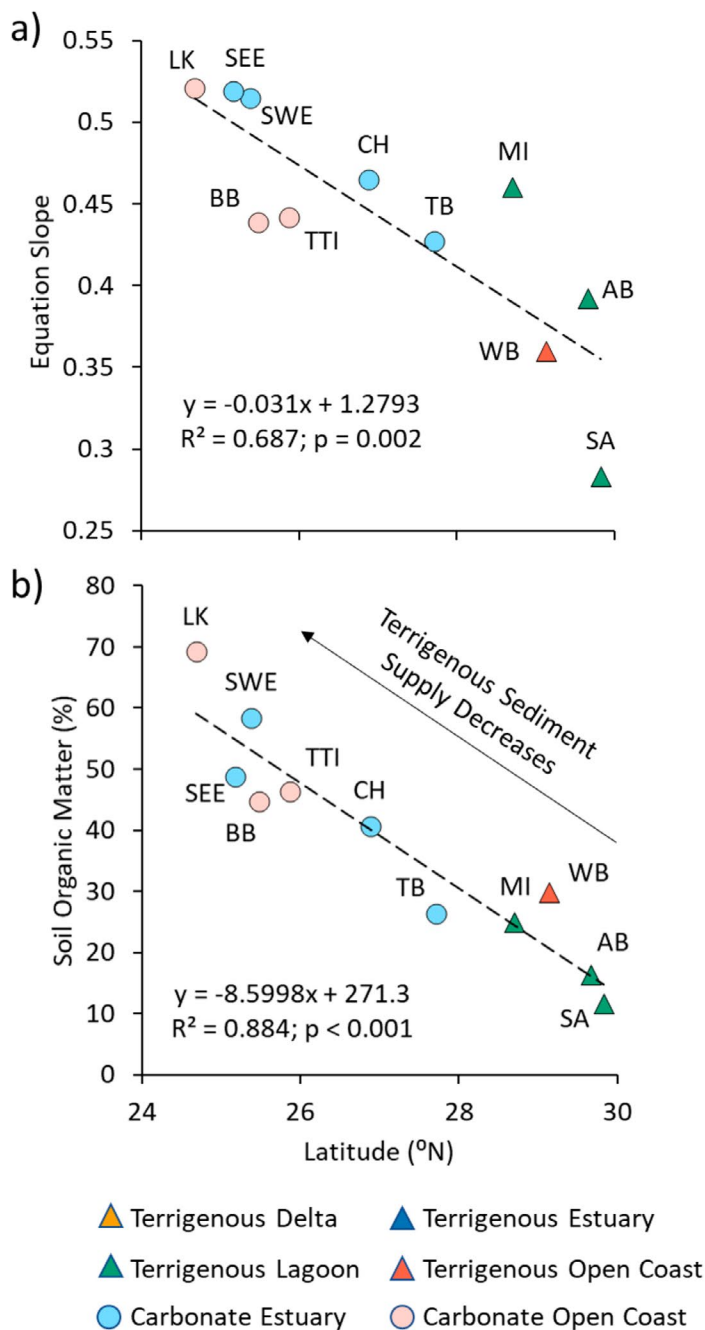 a)
0.55
0.5
0.45
0.4
0.35
0.3
0.25
Equation Slope
LK
SEE
SWE
CH
MI
BB
TTI
TB
AB
WB
SA
y = -0.031x + 1.2793
R² = 0.687; p = 0.002
b)
80
70
60
50
40
30
20
10
0
Soil Organic Matter (%)
LK
Terrigenous Sediment
Supply Decreases
SWE
TTI
SEE
BB
CH
TB
MI
WB
AB
SA
y = -8.5998x + 271.3
R² = 0.884; p < 0.001
24 26 28 30
Latitude (⁰N)
Terrigenous Delta Terrigenous Estuary
Terrigenous Lagoon Terrigenous Open Coast
Carbonate Estuary Carbonate Open Coast